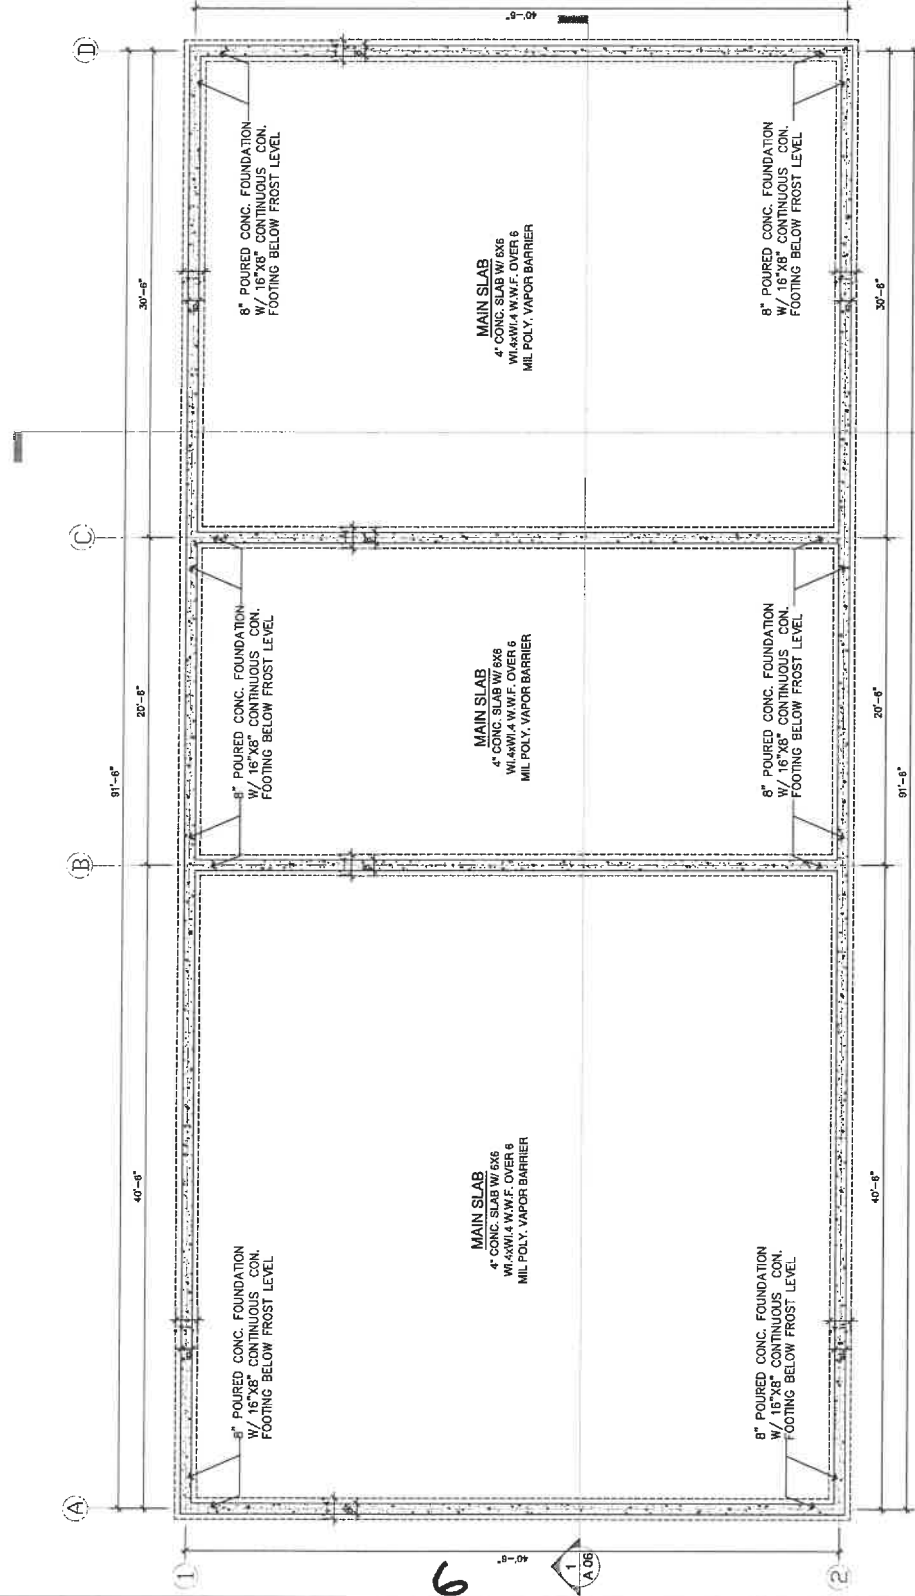 A
B
C
D
91'-6"
40'-6"
20'-6"
30'-6"
1
2
40'-6"
40'-6"
8" POURED CONC. FOUNDATION
W/ 16"X8" CONTINUOUS CON.
FOOTING BELOW FROST LEVEL
8" POURED CONC. FOUNDATION
W/ 16"X8" CONTINUOUS CON.
FOOTING BELOW FROST LEVEL
8" POURED CONC. FOUNDATION
W/ 16"X8" CONTINUOUS CON.
FOOTING BELOW FROST LEVEL
MAIN SLAB
4" CONC. SLAB W/ 6X6
W1.4xW1.4 W.W.F. OVER 6
MIL POLY. VAPOR BARRIER
MAIN SLAB
4" CONC. SLAB W/ 6X6
W1.4xW1.4 W.W.F. OVER 6
MIL POLY. VAPOR BARRIER
MAIN SLAB
4" CONC. SLAB W/ 6X6
W1.4xW1.4 W.W.F. OVER 6
MIL POLY. VAPOR BARRIER
8" POURED CONC. FOUNDATION
W/ 16"X8" CONTINUOUS CON.
FOOTING BELOW FROST LEVEL
8" POURED CONC. FOUNDATION
W/ 16"X8" CONTINUOUS CON.
FOOTING BELOW FROST LEVEL
8" POURED CONC. FOUNDATION
W/ 16"X8" CONTINUOUS CON.
FOOTING BELOW FROST LEVEL
1
A 06
40'-6"
20'-6"
30'-6"
91'-6"
6